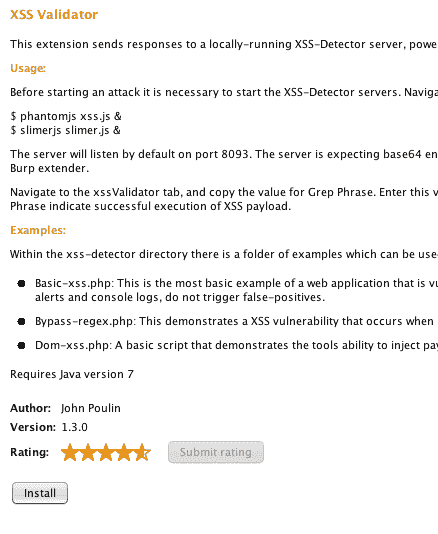 XSS Validator
This extension sends responses to a locally-running XSS-Detector server, powe
Usage:
Before starting an attack it is necessary to start the XSS-Detector servers. Naviga
$ phantomjs xss.js &
$ slimerjs slimer.js &
The server will listen by default on port 8093. The server is expecting base64 en
Burp extender.
Navigate to the xssValidator tab, and copy the value for Grep Phrase. Enter this v
Phrase indicate successful execution of XSS payload.
Examples:
Within the xss-detector directory there is a folder of examples which can be use
● Basic-xss.php: This is the most basic example of a web application that is vu
alerts and console logs, do not trigger false-positives.
● Bypass-regex.php: This demonstrates a XSS vulnerability that occurs when
● Dom-xss.php: A basic script that demonstrates the tools ability to inject pay
Requires Java version 7
Author: John Poulin
Version: 1.3.0
Rating: Submit rating
Install